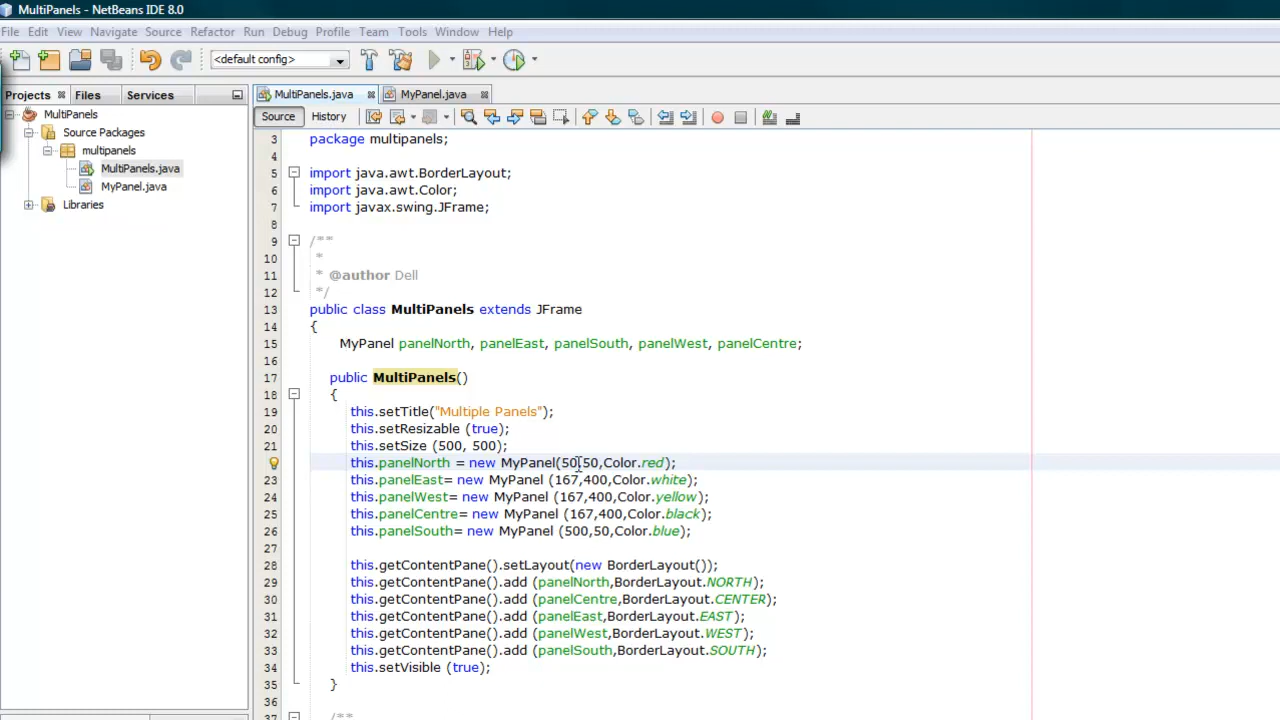 MultiPanels - NetBeans IDE 8.0
File Edit View Navigate Source Refactor Run Debug Profile Team Tools Window Help
<default config>
Projects Files Services
MultiPanels.java MyPanel.java
Source History
MultiPanels
Source Packages
multipanels
MultiPanels.java
MyPanel.java
Libraries
3 package multipanels;
4
5 import java.awt.BorderLayout;
6 import java.awt.Color;
7 import javax.swing.JFrame;
8
9 /**
10 *
11 * @author Dell
12 */
13 public class MultiPanels extends JFrame
14 {
15 MyPanel panelNorth, panelEast, panelSouth, panelWest, panelCentre;
16
17 public MultiPanels()
18 {
19 this.setTitle("Multiple Panels");
20 this.setResizable (true);
21 this.setSize (500, 500);
this.panelNorth = new MyPanel(50,50,Color.red);
23 this.panelEast= new MyPanel (167,400,Color.white);
24 this.panelWest= new MyPanel (167,400,Color.yellow);
25 this.panelCentre= new MyPanel (167,400,Color.black);
26 this.panelSouth= new MyPanel (500,50,Color.blue);
27
28 this.getContentPane().setLayout(new BorderLayout());
29 this.getContentPane().add (panelNorth,BorderLayout.NORTH);
30 this.getContentPane().add (panelCentre,BorderLayout.CENTER);
31 this.getContentPane().add (panelEast,BorderLayout.EAST);
32 this.getContentPane().add (panelWest,BorderLayout.WEST);
33 this.getContentPane().add (panelSouth,BorderLayout.SOUTH);
34 this.setVisible (true);
35 }
36
37 /**